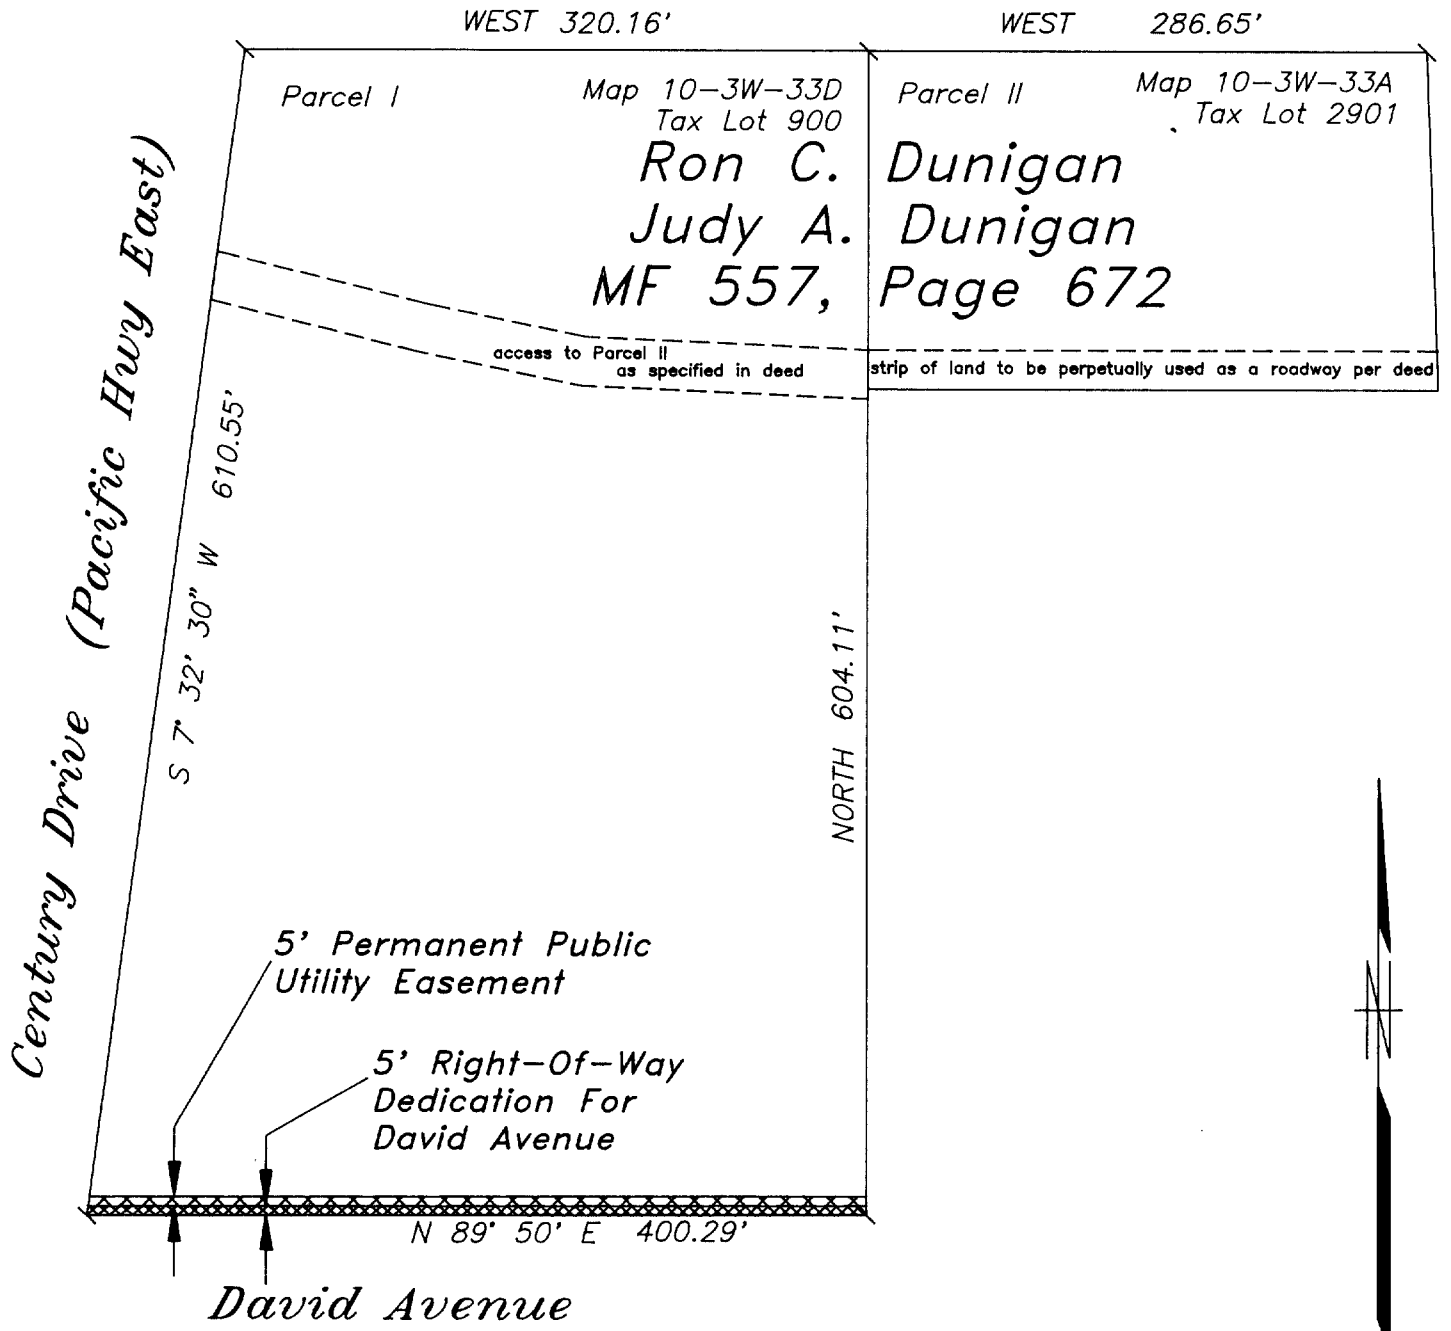 WEST 320.16'
WEST 286.65'
Parcel I
Map 10-3W-33D
Tax Lot 900
Parcel II
Map 10-3W-33A
Tax Lot 2901
Ron C. Dunigan
Judy A. Dunigan
MF 557, Page 672
access to Parcel II
as specified in deed
strip of land to be perpetually used as a roadway per deed
Century Drive (Pacific Hwy East)
S 7° 32' 30" W 610.55'
NORTH 604.11'
5' Permanent Public
Utility Easement
5' Right-Of-Way
Dedication For
David Avenue
N 89° 50' E 400.29'
David Avenue
N